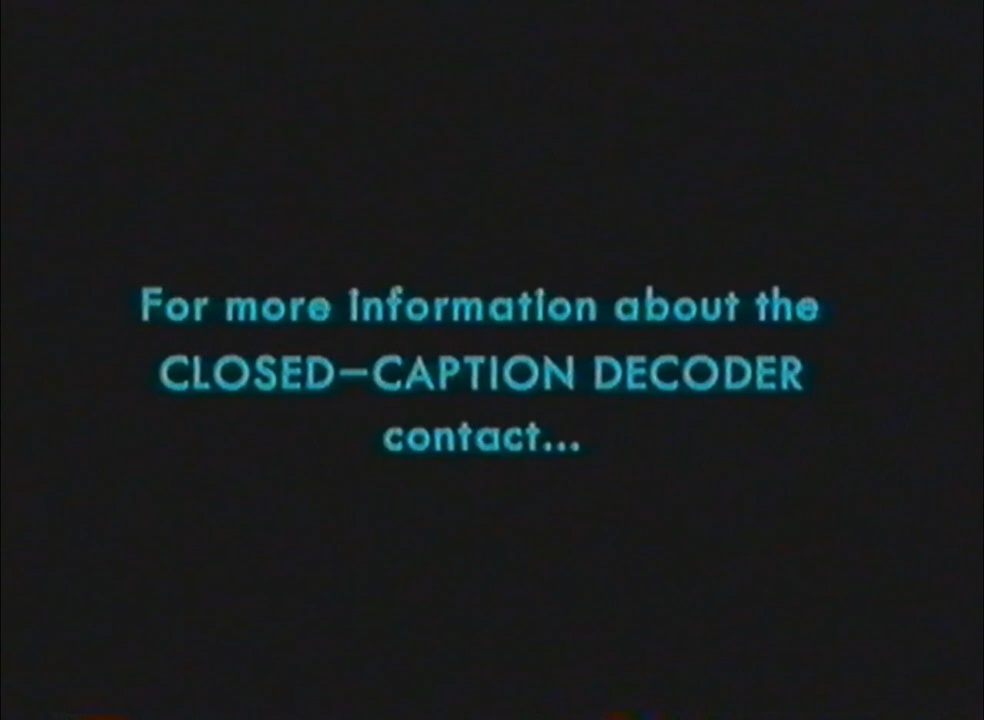 For more information about the
CLOSED–CAPTION DECODER
contact...